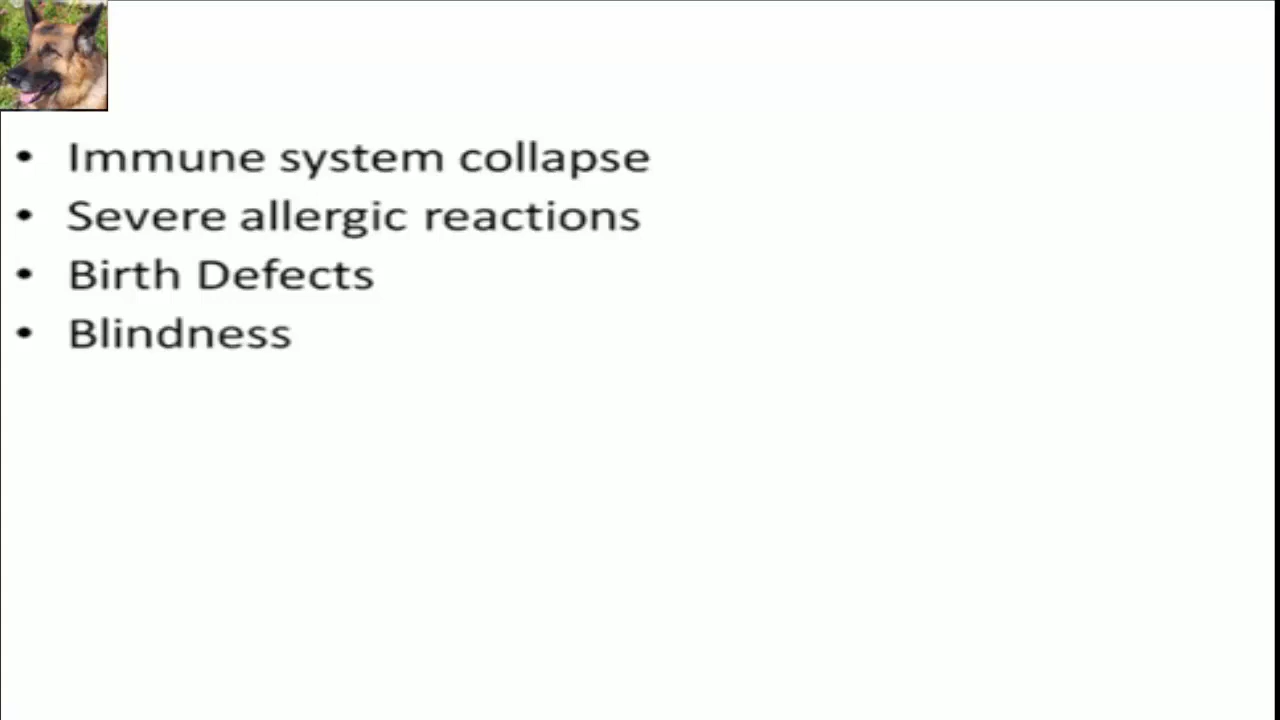 • Immune system collapse
• Severe allergic reactions
• Birth Defects
• Blindness